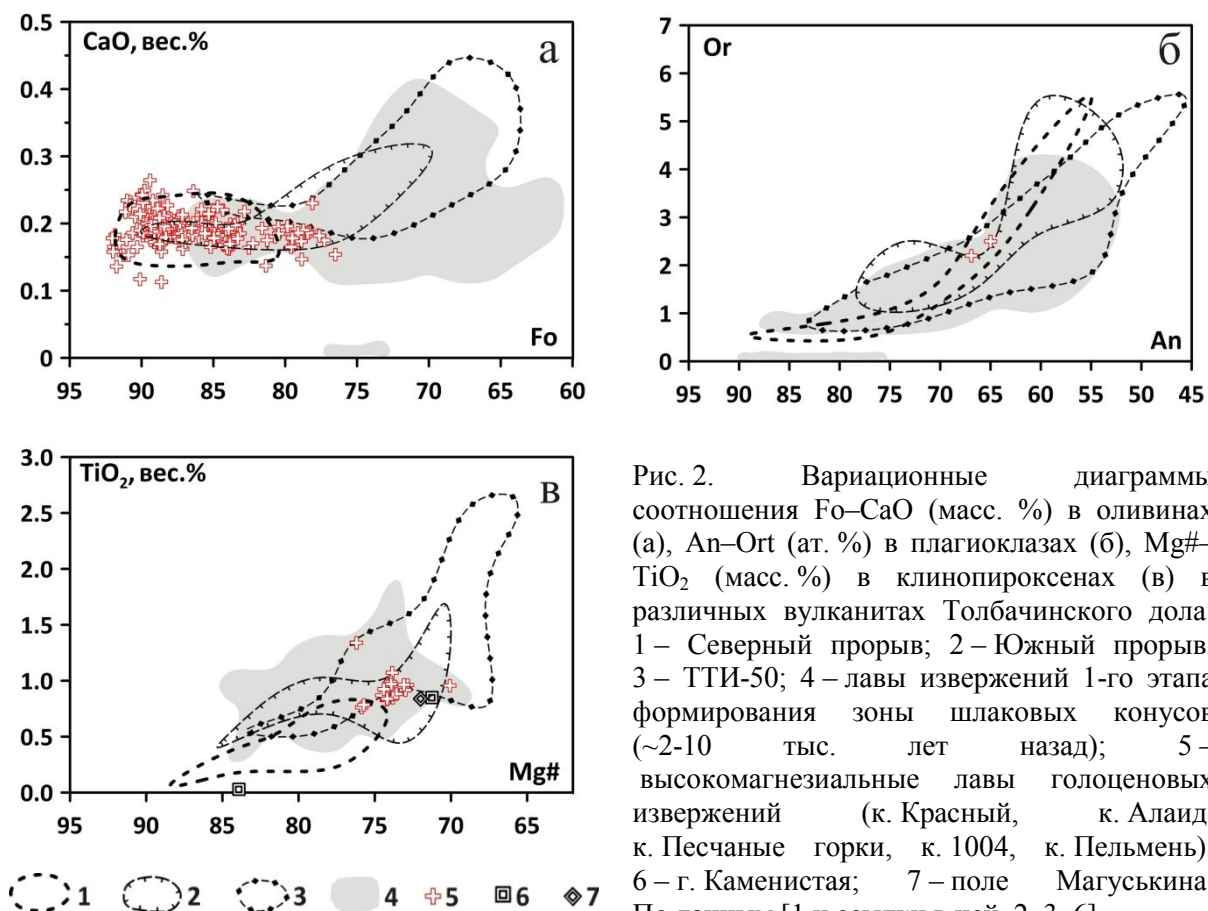 0.5
CaO, вес.%
а
0.4
0.3
0.2
0.1
0
Fo
95 90 85 80 75 70 65 60
7
Or
б
6
5
4
3
2
1
0
An
95 90 85 80 75 70 65 60 55 50 45
3.0
TiO₂, вес.%
в
2.5
2.0
1.5
1.0
0.5
0.0
Mg#
95 90 85 80 75 70 65
1 2 3 4 5 6 7
Рис. 2. Вариационные диаграммы
соотношения Fo–CaO (масс. %) в оливинах
(а), An–Ort (ат. %) в плагиоклазах (б), Mg#–
TiO₂ (масс. %) в клинопироксенах (в) в
различных вулканитах Толбачинского дола
1 – Северный прорыв; 2 – Южный прорыв
3 – ТТИ-50; 4 – лавы извержений 1-го этапа
формирования зоны шлаковых конусов
(~2-10 тыс. лет назад); 5 –
высокомагнезиальные лавы голоценовых
извержений (к. Красный, к. Алаид
к. Песчаные горки, к. 1004, к. Пельмень)
6 – г. Каменистая; 7 – поле Магуськина